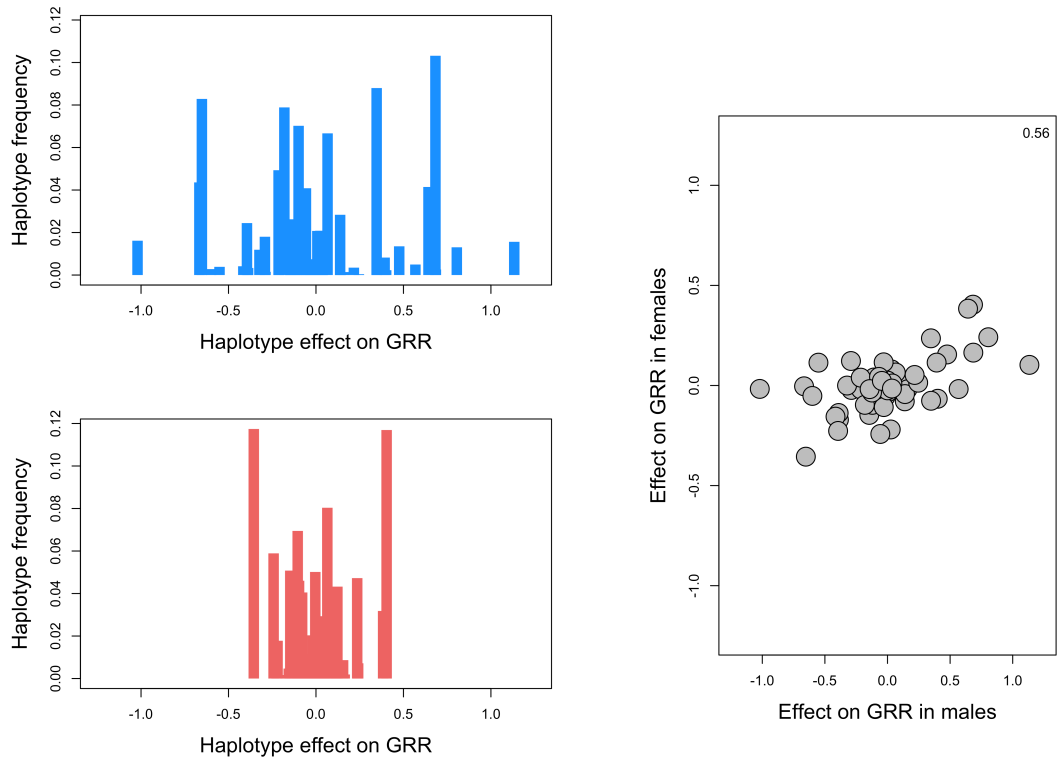 Haplotype frequency
0.12
0.10
0.08
0.06
0.04
0.02
0.00
-1.0 -0.5 0.0 0.5 1.0
Haplotype effect on GRR
Haplotype frequency
0.12
0.10
0.08
0.06
0.04
0.02
0.00
-1.0 -0.5 0.0 0.5 1.0
Haplotype effect on GRR
0.56
Effect on GRR in females
1.0
0.5
0.0
-0.5
-1.0
-1.0 -0.5 0.0 0.5 1.0
Effect on GRR in males